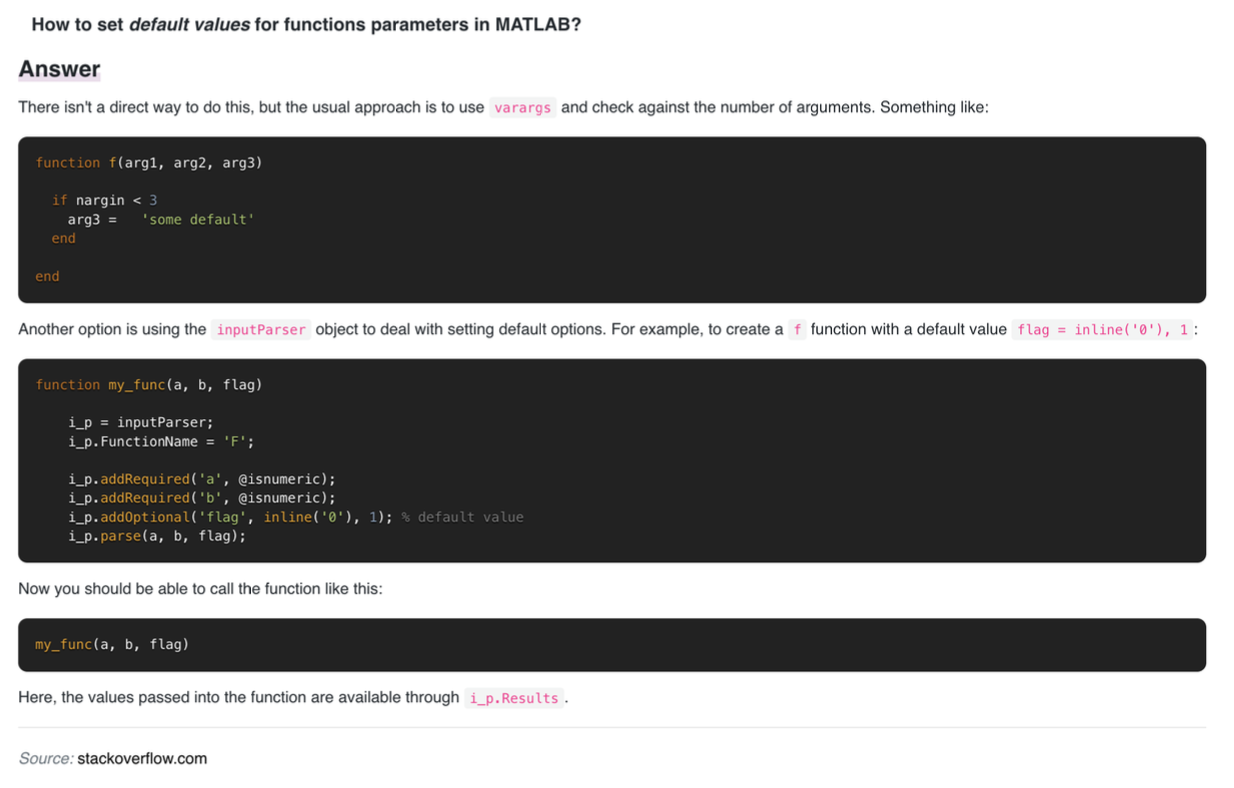 How to set default values for functions parameters in MATLAB?
Answer
There isn't a direct way to do this, but the usual approach is to use varargs and check against the number of arguments. Something like:
function f(arg1, arg2, arg3)
if nargin < 3
arg3 = 'some default'
end
end
Another option is using the inputParser object to deal with setting default options. For example, to create a f function with a default value flag = inline('0'), 1 :
function my_func(a, b, flag)
i_p = inputParser;
i_p.FunctionName = 'F';
i_p.addRequired('a', @isnumeric);
i_p.addRequired('b', @isnumeric);
i_p.addOptional('flag', inline('0'), 1); % default value
i_p.parse(a, b, flag);
Now you should be able to call the function like this:
my_func(a, b, flag)
Here, the values passed into the function are available through i_p.Results .
Source: stackoverflow.com